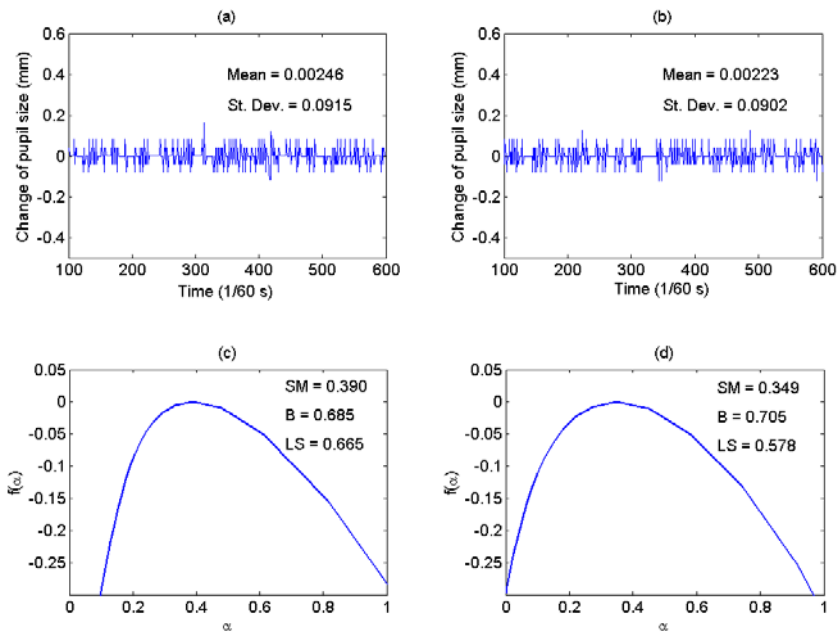 (a)
0.6
0.4
0.2
0
-0.2
-0.4
Change of pupil size (mm)
Mean = 0.00246
St. Dev. = 0.0915
100 200 300 400 500 600
Time (1/60 s)
(b)
0.6
0.4
0.2
0
-0.2
-0.4
Change of pupil size (mm)
Mean = 0.00223
St. Dev. = 0.0902
100 200 300 400 500 600
Time (1/60 s)
(c)
0.05
0
-0.05
-0.1
-0.15
-0.2
-0.25
f(α)
SM = 0.390
B = 0.685
LS = 0.665
0 0.2 0.4 0.6 0.8 1
α
(d)
0.05
0
-0.05
-0.1
-0.15
-0.2
-0.25
f(α)
SM = 0.349
B = 0.705
LS = 0.578
0 0.2 0.4 0.6 0.8 1
α